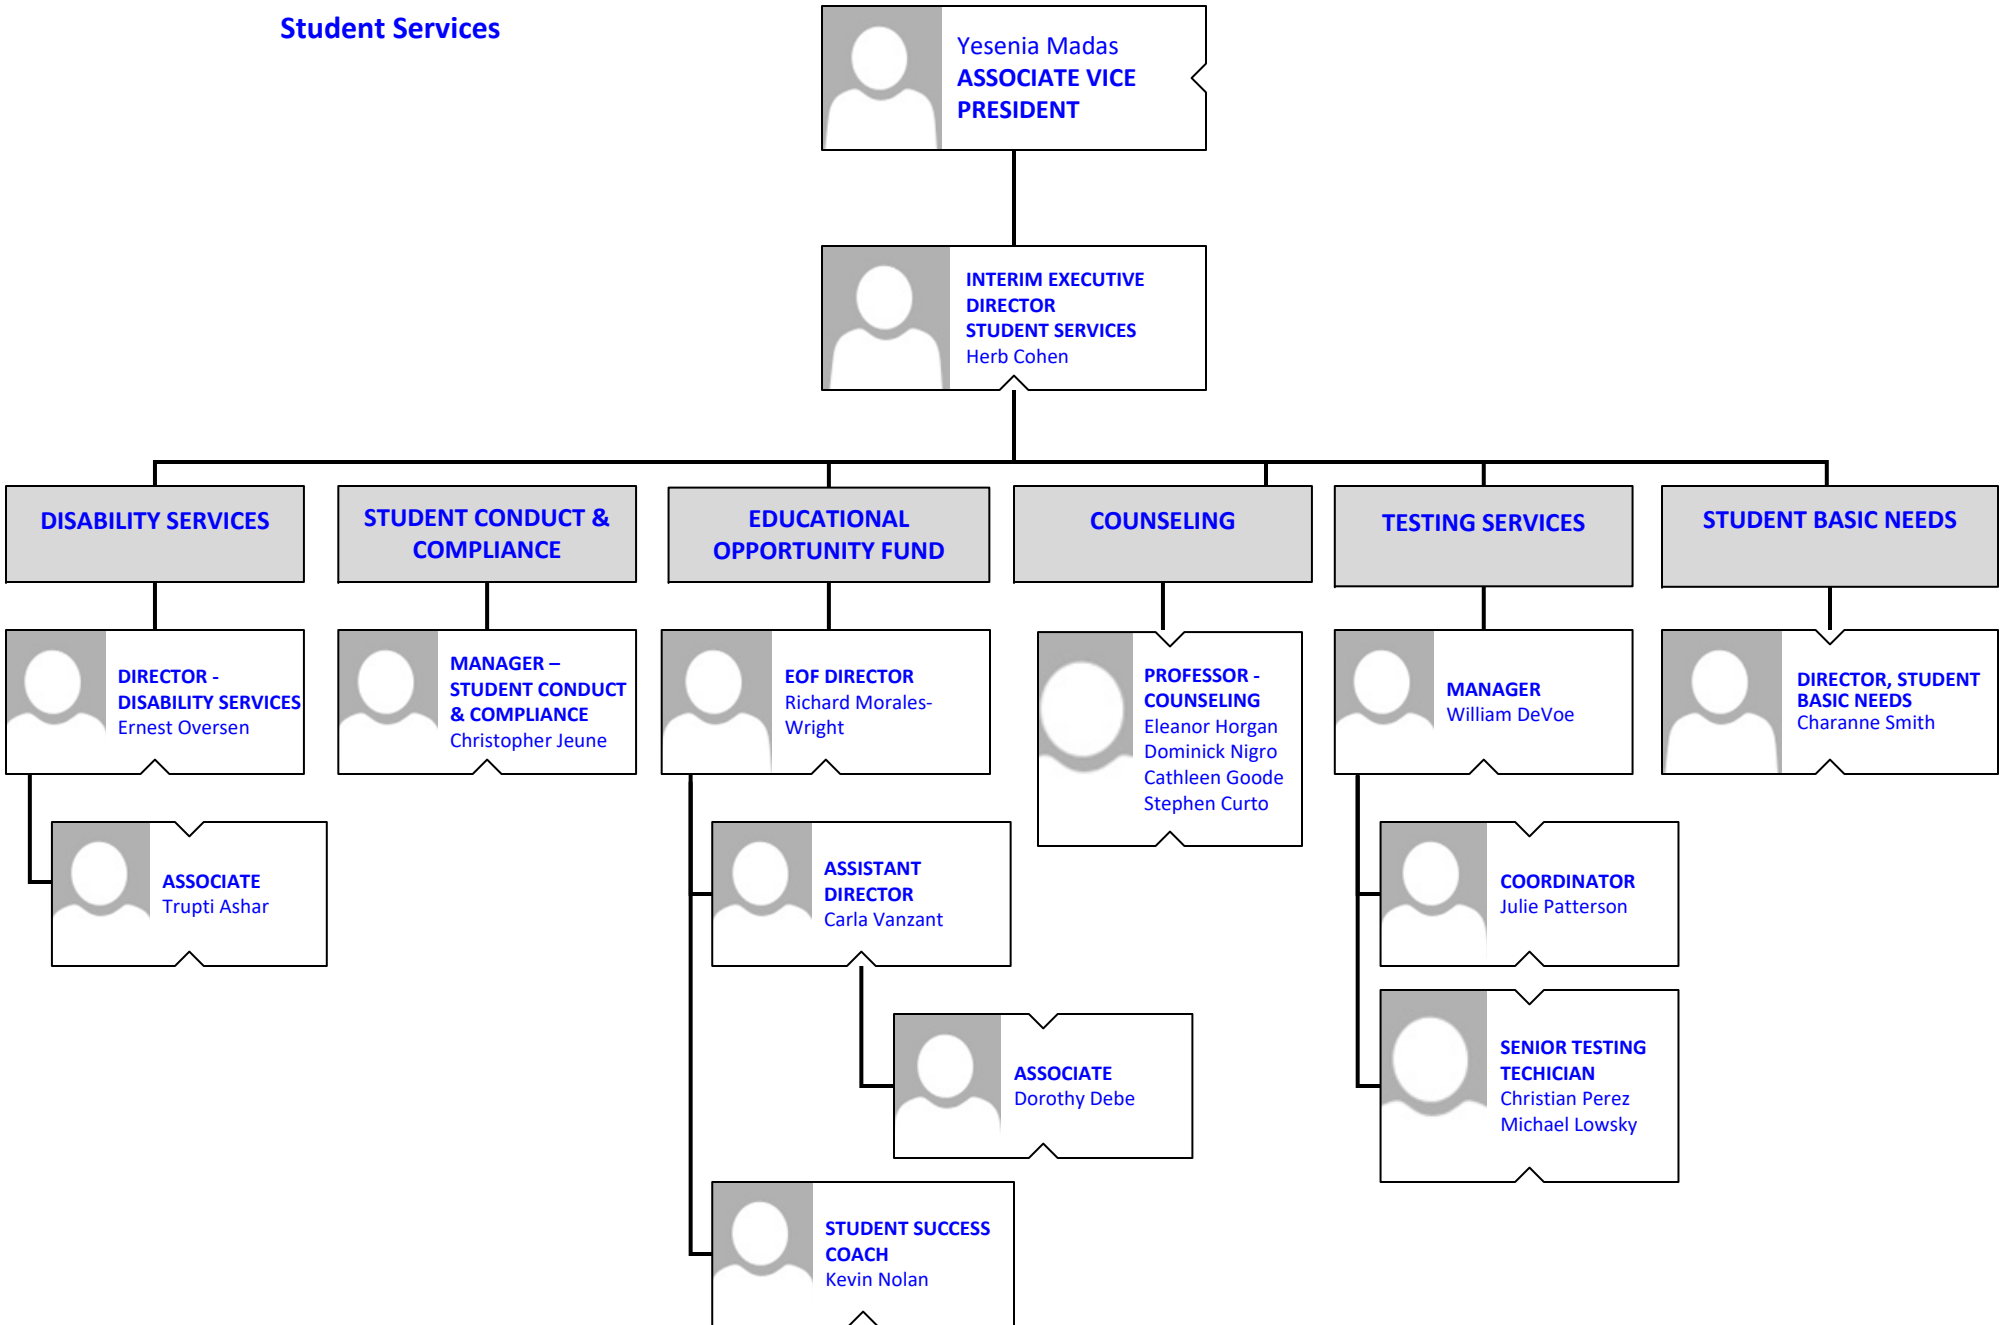 Student Services
Yesenia Madas
ASSOCIATE VICE
PRESIDENT
INTERIM EXECUTIVE
DIRECTOR
STUDENT SERVICES
Herb Cohen
DISABILITY SERVICES
STUDENT CONDUCT &
COMPLIANCE
EDUCATIONAL
OPPORTUNITY FUND
COUNSELING
TESTING SERVICES
STUDENT BASIC NEEDS
DIRECTOR -
DISABILITY SERVICES
Ernest Oversen
MANAGER –
STUDENT CONDUCT
& COMPLIANCE
Christopher Jeune
EOF DIRECTOR
Richard Morales-
Wright
PROFESSOR -
COUNSELING
Eleanor Horgan
Dominick Nigro
Cathleen Goode
Stephen Curto
MANAGER
William DeVoe
DIRECTOR, STUDENT
BASIC NEEDS
Charanne Smith
ASSOCIATE
Trupti Ashar
ASSISTANT
DIRECTOR
Carla Vanzant
COORDINATOR
Julie Patterson
ASSOCIATE
Dorothy Debe
SENIOR TESTING
TECHICIAN
Christian Perez
Michael Lowsky
STUDENT SUCCESS
COACH
Kevin Nolan